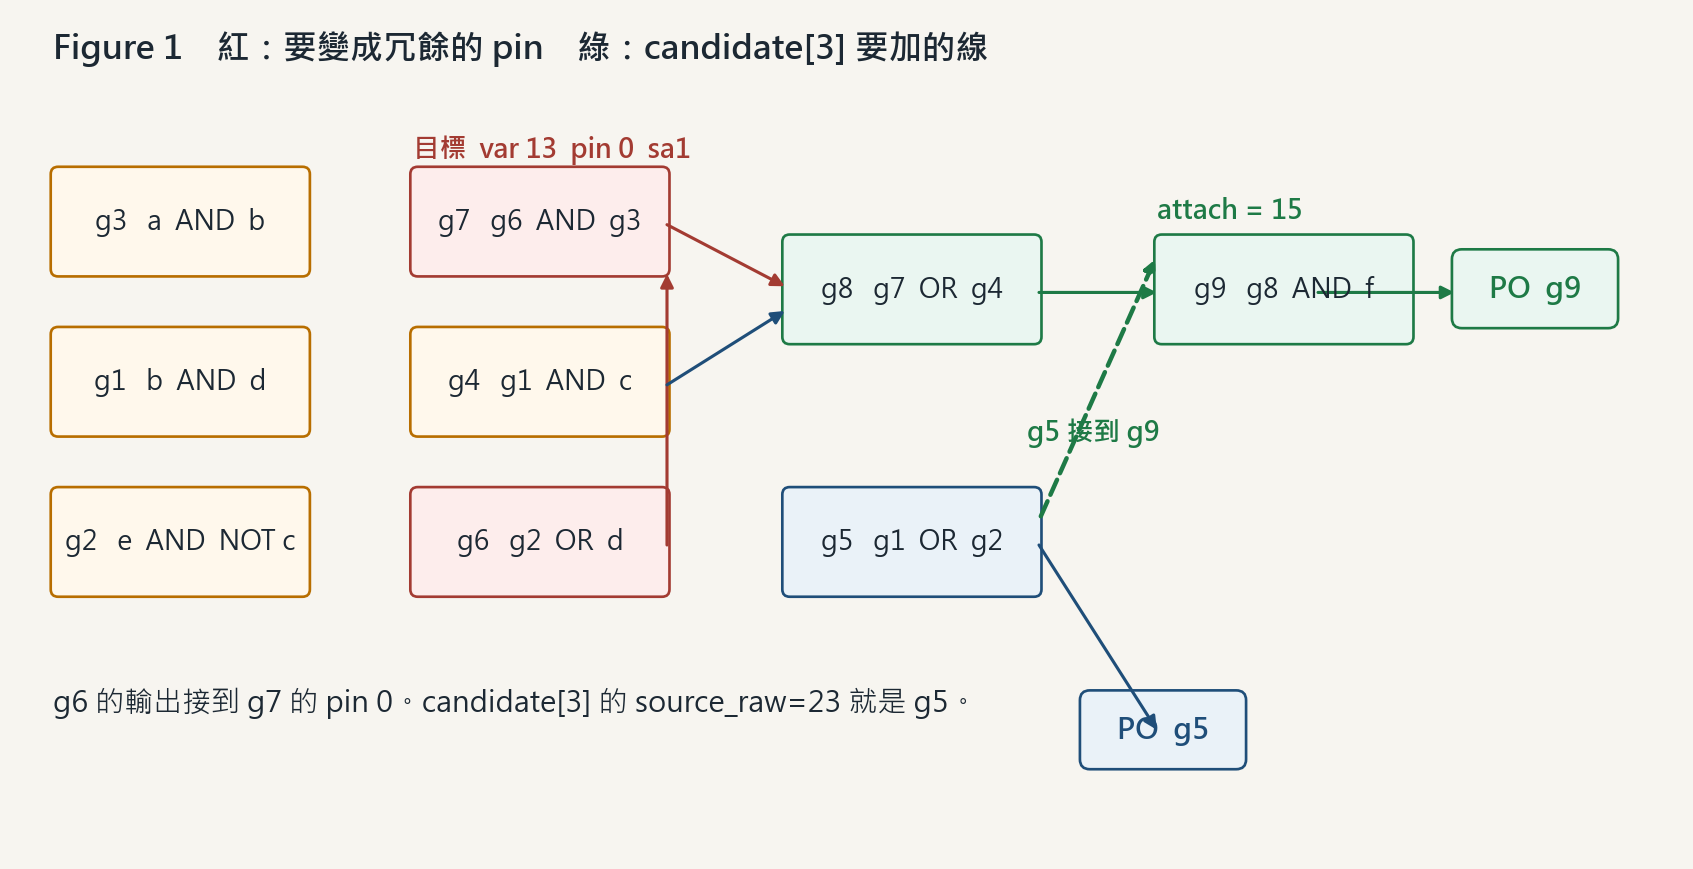 Figure 1　紅：要變成冗餘的 pin　綠：candidate[3] 要加的線
目標 var 13 pin 0 sa1
g3 a AND b
g7 g6 AND g3
attach = 15
g8 g7 OR g4
g9 g8 AND f
PO g9
g1 b AND d
g4 g1 AND c
g5 接到 g9
g2 e AND NOT c
g6 g2 OR d
g5 g1 OR g2
g6 的輸出接到 g7 的 pin 0。candidate[3] 的 source_raw=23 就是 g5。
PO g5